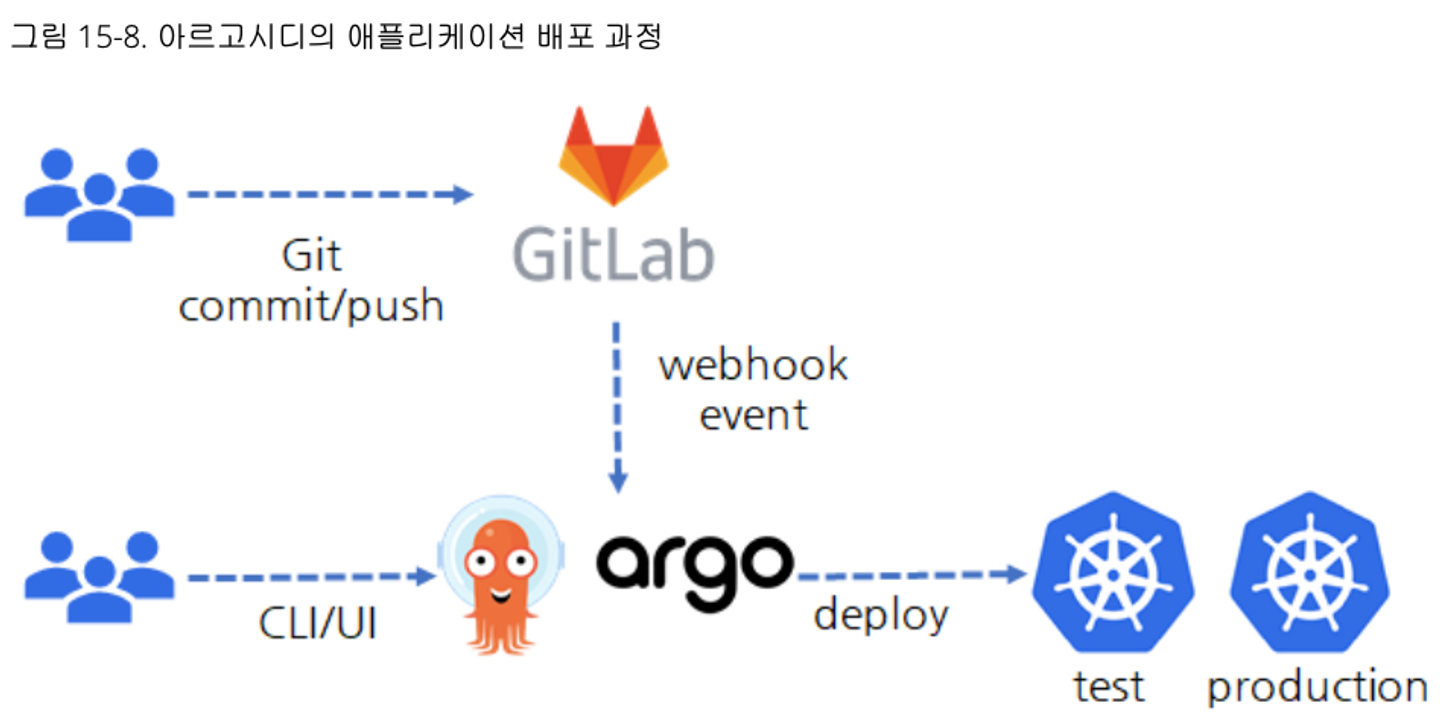 그림 15-8. 아르고시디의 애플리케이션 배포 과정
Git
commit/push
GitLab
webhook
event
CLI/UI
argo
deploy
test
production